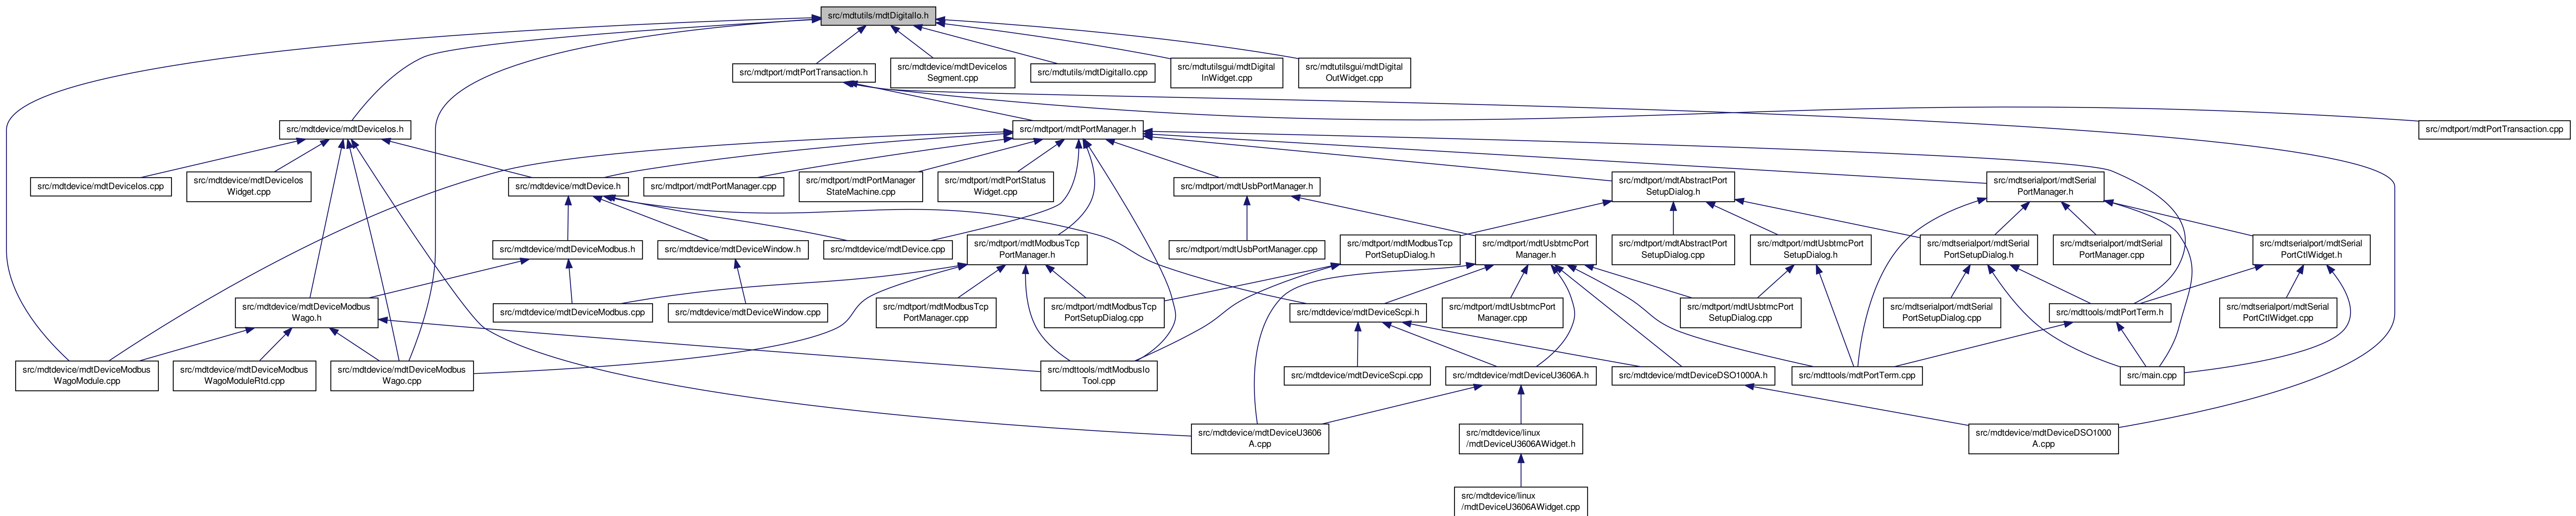 src/mdtutils/mdtDigitalIo.h
src/mdtport/mdtPortTransaction.h
src/mdtdevice/mdtDeviceIos
Segment.cpp
src/mdtutils/mdtDigitalIo.cpp
src/mdtutilsgui/mdtDigital
InWidget.cpp
src/mdtutilsgui/mdtDigital
OutWidget.cpp
src/mdtdevice/mdtDeviceIos.h
src/mdtport/mdtPortManager.h
src/mdtport/mdtPortTransaction.cpp
src/mdtdevice/mdtDeviceIos.cpp
src/mdtdevice/mdtDeviceIos
Widget.cpp
src/mdtdevice/mdtDevice.h
src/mdtport/mdtPortManager.cpp
src/mdtport/mdtPortManager
StateMachine.cpp
src/mdtport/mdtPortStatus
Widget.cpp
src/mdtport/mdtUsbPortManager.h
src/mdtport/mdtAbstractPort
SetupDialog.h
src/mdtserialport/mdtSerial
PortManager.h
src/mdtdevice/mdtDeviceModbus.h
src/mdtdevice/mdtDeviceWindow.h
src/mdtdevice/mdtDevice.cpp
src/mdtport/mdtModbusTcp
PortManager.h
src/mdtport/mdtUsbPortManager.cpp
src/mdtport/mdtModbusTcp
PortSetupDialog.h
src/mdtport/mdtUsbtmcPort
Manager.h
src/mdtport/mdtAbstractPort
SetupDialog.cpp
src/mdtport/mdtUsbtmcPort
SetupDialog.h
src/mdtserialport/mdtSerial
PortSetupDialog.h
src/mdtserialport/mdtSerial
PortManager.cpp
src/mdtserialport/mdtSerial
PortCtlWidget.h
src/mdtdevice/mdtDeviceModbus
Wago.h
src/mdtdevice/mdtDeviceModbus.cpp
src/mdtdevice/mdtDeviceWindow.cpp
src/mdtport/mdtModbusTcp
PortManager.cpp
src/mdtport/mdtModbusTcp
PortSetupDialog.cpp
src/mdtdevice/mdtDeviceScpi.h
src/mdtport/mdtUsbtmcPort
Manager.cpp
src/mdtport/mdtUsbtmcPort
SetupDialog.cpp
src/mdtserialport/mdtSerial
PortSetupDialog.cpp
src/mdttools/mdtPortTerm.h
src/mdtserialport/mdtSerial
PortCtlWidget.cpp
src/mdtdevice/mdtDeviceModbus
WagoModule.cpp
src/mdtdevice/mdtDeviceModbus
WagoModuleRtd.cpp
src/mdtdevice/mdtDeviceModbus
Wago.cpp
src/mdttools/mdtModbusIo
Tool.cpp
src/mdtdevice/mdtDeviceScpi.cpp
src/mdtdevice/mdtDeviceU3606A.h
src/mdtdevice/mdtDeviceDSO1000A.h
src/mdttools/mdtPortTerm.cpp
src/main.cpp
src/mdtdevice/mdtDeviceU3606
A.cpp
src/mdtdevice/linux
/mdtDeviceU3606AWidget.h
src/mdtdevice/mdtDeviceDSO1000
A.cpp
src/mdtdevice/linux
/mdtDeviceU3606AWidget.cpp